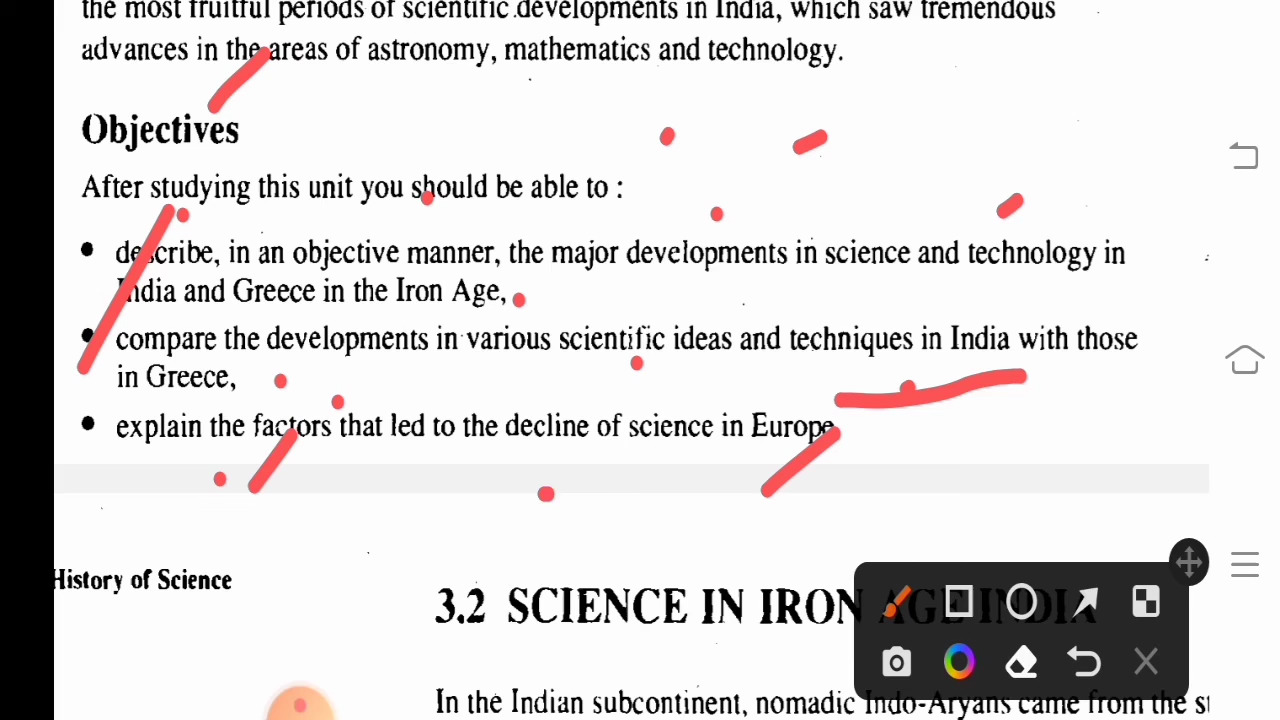 the most fruitful periods of scientific developments in India, which saw tremendous
advances in the areas of astronomy, mathematics and technology.
Objectives
After studying this unit you should be able to :
• describe, in an objective manner, the major developments in science and technology in
India and Greece in the Iron Age,
• compare the developments in various scientific ideas and techniques in India with those
in Greece,
• explain the factors that led to the decline of science in Europe
History of Science
3.2 SCIENCE IN IRON AGE INDIA
In the Indian subcontinent, nomadic Indo-Aryans came from the